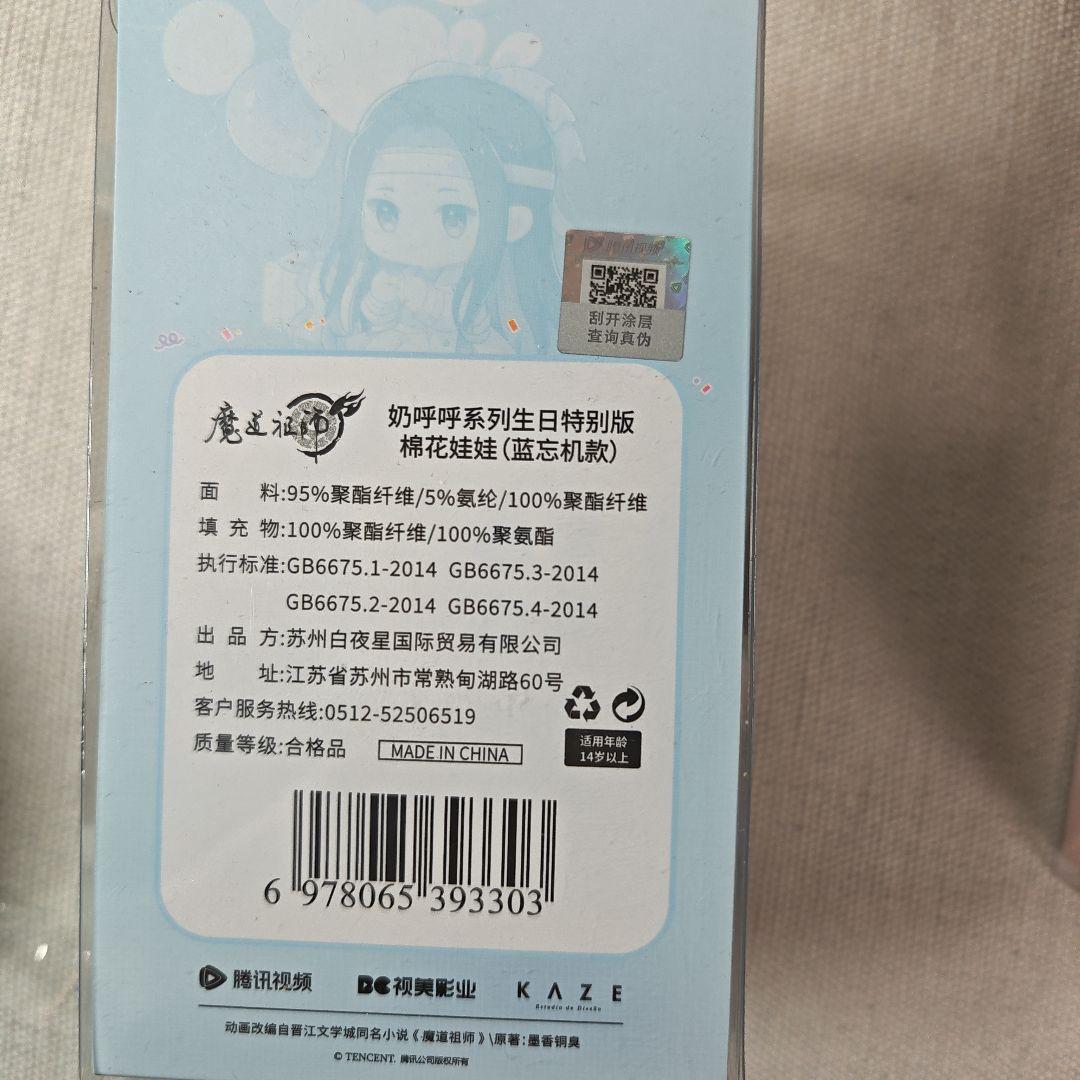 腾讯视频
刮开涂层
查询真伪
魔道祖师
奶呼呼系列生日特别版
棉花娃娃(蓝忘机款)
面 料:95%聚酯纤维/5%氨纶/100%聚酯纤维
填 充 物:100%聚酯纤维/100%聚氨酯
执行标准:GB6675.1-2014 GB6675.3-2014
GB6675.2-2014 GB6675.4-2014
出 品 方:苏州白夜星国际贸易有限公司
地 址:江苏省苏州市常熟甸湖路60号
客户服务热线:0512-52506519
质量等级:合格品
MADE IN CHINA
适用年龄
14岁以上
6 978065 393303
腾讯视频
视美影业
KAZE
Estudio de Diseño
动画改编自晋江文学城同名小说《魔道祖师》\原著:墨香铜臭
© TENCENT. 腾讯公司版权所有